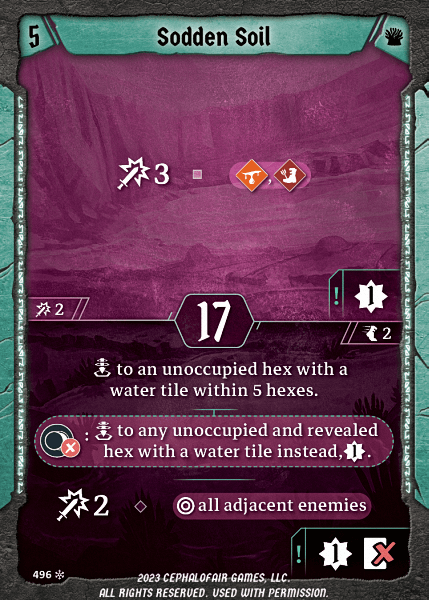 5 Sodden Soil
3 ,
! 1
2
17
2
to an unoccupied hex with a
water tile within 5 hexes.
: to any unoccupied and revealed
hex with a water tile instead, 1.
2 all adjacent enemies
! 1
496
2023 CEPHALOFAIR GAMES, LLC.
ALL RIGHTS RESERVED. USED WITH PERMISSION.